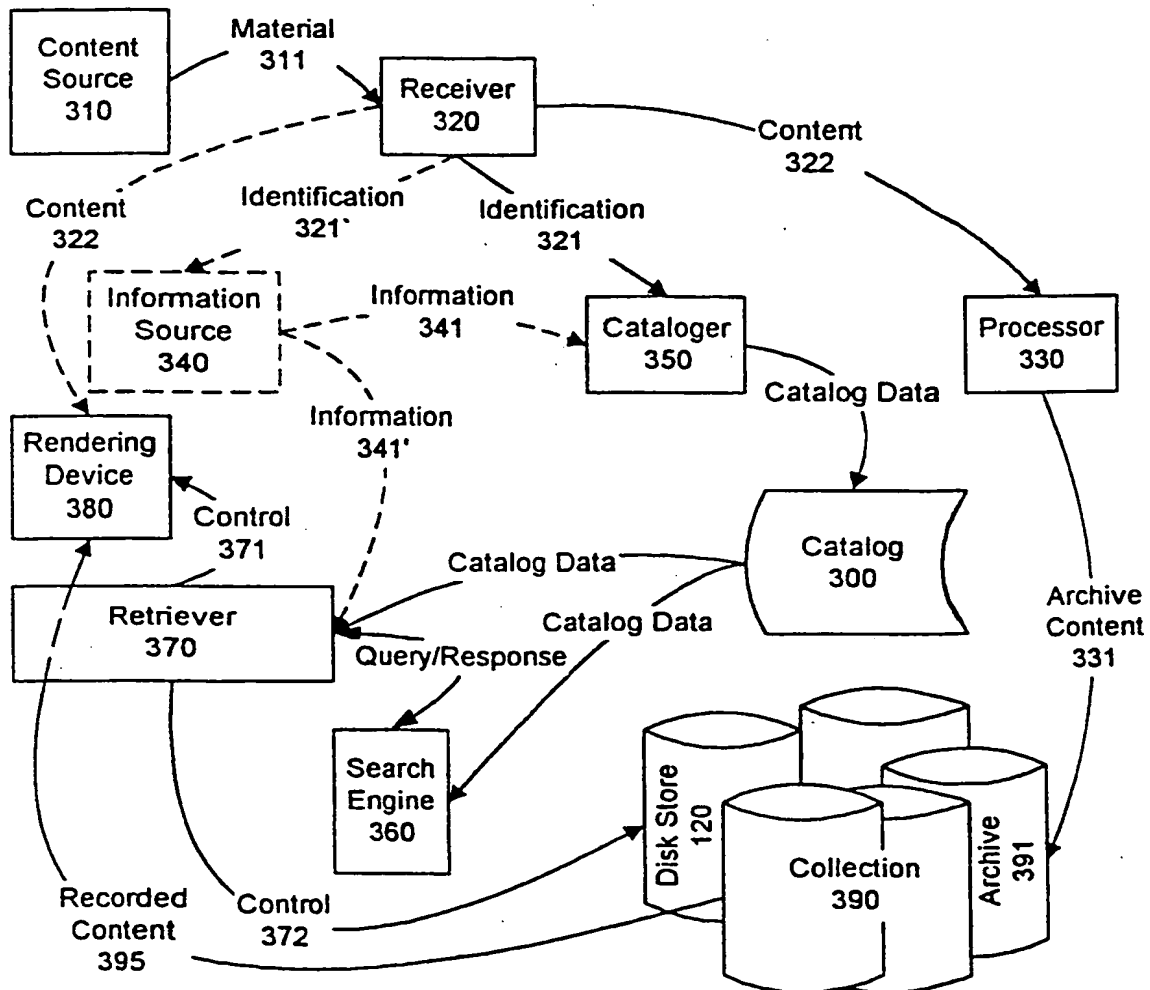 Content
Source
310
Material
311
Receiver
320
Content
322
Content
322
Identification
321'
Identification
321
Information
Source
340
Information
341
Cataloger
350
Processor
330
Catalog Data
Information
341'
Rendering
Device
380
Control
371
Catalog Data
Catalog
300
Archive
Content
331
Retriever
370
Catalog Data
Query/Response
Search
Engine
360
Disk Store
120
Collection
390
Archive
391
Recorded
Content
395
Control
372